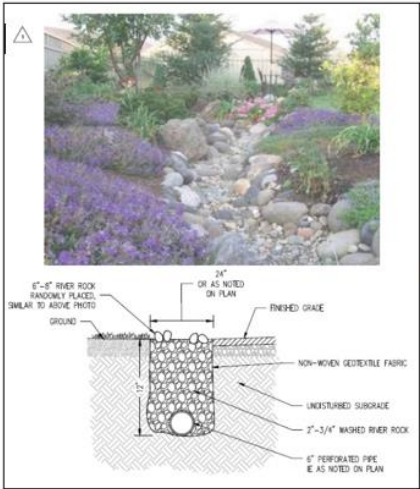 24"
OR AS NOTED
ON PLAN
6"-8" RIVER ROCK
RANDOMLY PLACED,
SIMILAR TO ABOVE PHOTO
GROUND
FINISHED GRADE
12"
NON-WOVEN GEOTEXTILE FABRIC
UNDISTURBED SUBGRADE
2"-3/4" WASHED RIVER ROCK
6" PERFORATED PIPE
IE AS NOTED ON PLAN